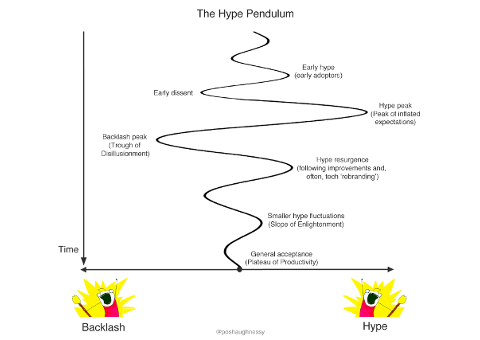 The Hype Pendulum
Early hype
(early adopters)
Early dissent
Hype peak
(Peak of inflated
expectations)
Backlash peak
(Trough of
Disillusionment)
Hype resurgence
(following improvements and,
often, tech 'rebranding')
Smaller hype fluctuations
(Slope of Enlightonment)
General acceptance
(Plateau of Productivity)
Time
Backlash
Hype
@poshaughnessy